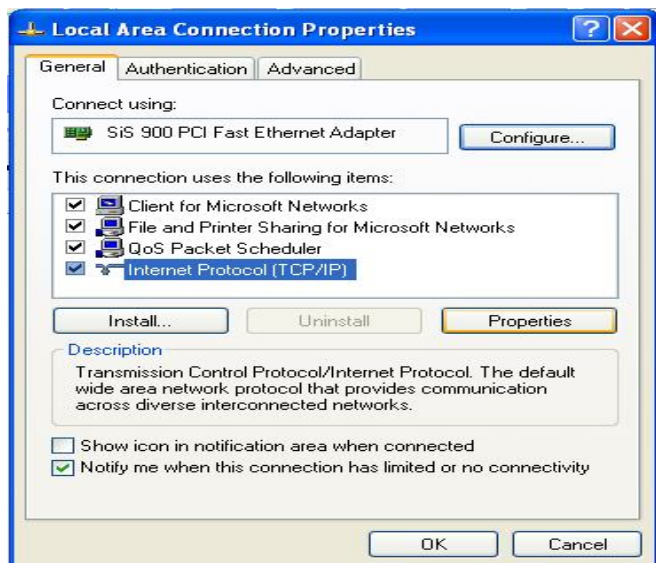 Local Area Connection Properties
General Authentication Advanced
Connect using:
SiS 900 PCI Fast Ethernet Adapter
Configure...
This connection uses the following items:
Client for Microsoft Networks
File and Printer Sharing for Microsoft Networks
QoS Packet Scheduler
Internet Protocol (TCP/IP)
Install... Uninstall Properties
Description
Transmission Control Protocol/Internet Protocol. The default
wide area network protocol that provides communication
across diverse interconnected networks.
Show icon in notification area when connected
Notify me when this connection has limited or no connectivity
OK Cancel